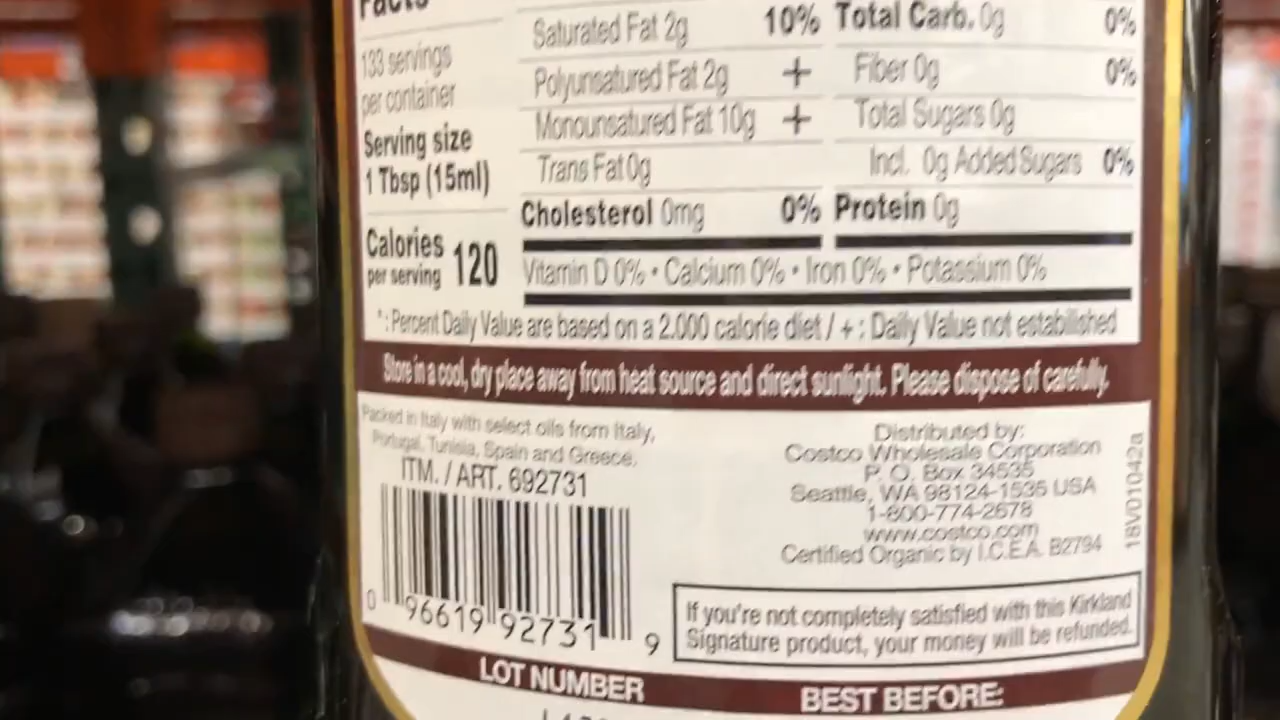 Facts
133 servings
per container
Serving size
1 Tbsp (15ml)
Calories
per serving 120
Saturated Fat 2g 10%
Polyunsatured Fat 2g +
Monounsatured Fat 10g +
Trans Fat 0g
Cholesterol 0mg 0%
Total Carb. 0g 0%
Fiber 0g 0%
Total Sugars 0g
Incl. 0g Added Sugars 0%
Protein 0g
Vitamin D 0% • Calcium 0% • Iron 0% • Potassium 0%
*: Percent Daily Value are based on a 2.000 calorie diet / +: Daily Value not estabilished
Store in a cool, dry place away from heat source and direct sunlight. Please dispose of carefully.
Packed in Italy with select oils from Italy,
Portugal, Tunisia, Spain and Greece.
ITM. / ART. 692731
0 96619 92731 9
Distributed by:
Costco Wholesale Corporation
P. O. Box 34535
Seattle, WA 98124-1535 USA
1-800-774-2678
www.costco.com
Certified Organic by I.C.E.A. B2794
18V01042a
If you're not completely satisfied with this Kirkland
Signature product, your money will be refunded.
LOT NUMBER
BEST BEFORE: